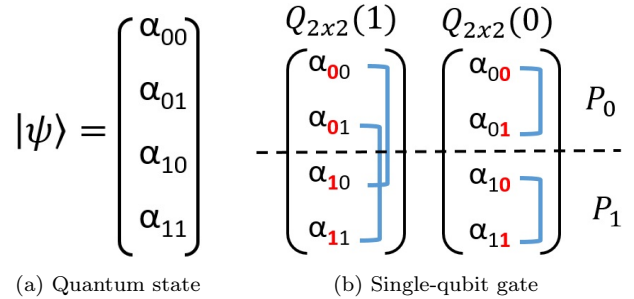 |ψ⟩ =
α₀₀
α₀₁
α₁₀
α₁₁
(a) Quantum state
Q₂ₓ₂(1)
α₀₀
α₀₁
α₁₀
α₁₁
Q₂ₓ₂(0)
α₀₀
α₀₁
α₁₀
α₁₁
P₀
P₁
(b) Single-qubit gate